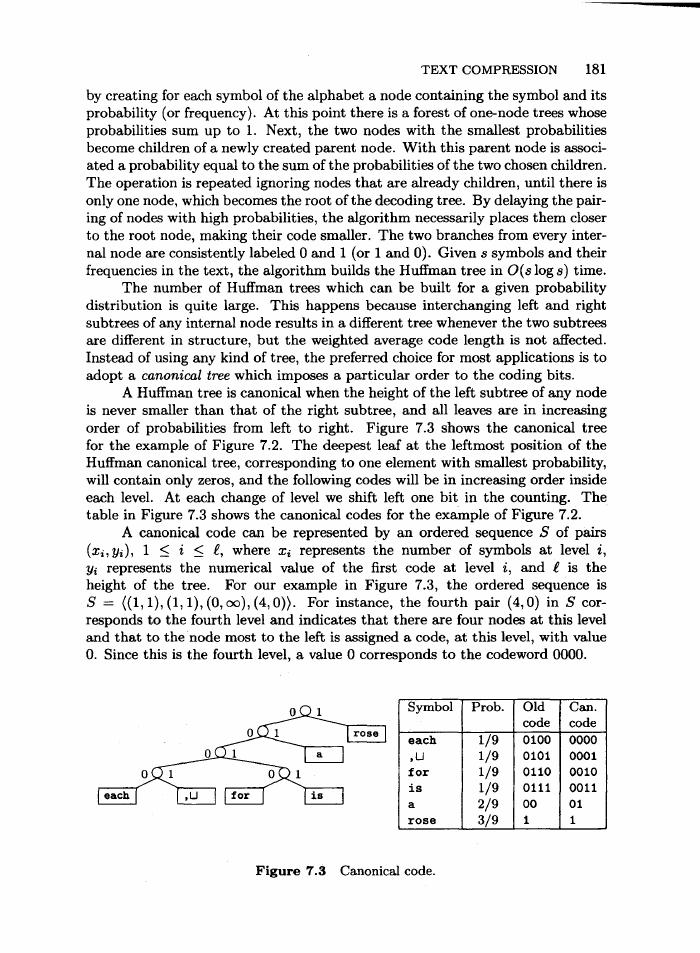 TEXT COMPRESSION 181
by creating for each symbol of the alphabet a node containing the symbol and its
probability (or frequency). At this point there is a forest of one-node trees whose
probabilities sum up to 1. Next, the two nodes with the smallest probabilities
become children of a newly created parent node. With this parent node is associ-
ated a probability equal to the sum of the probabilities of the two chosen children.
The operation is repeated ignoring nodes that are already children, until there is
only one node, which becomes the root of the decoding tree. By delaying the pair-
ing of nodes with high probabilities, the algorithm necessarily places them closer
to the root node, making their code smaller. The two branches from every inter-
nal node are consistently labeled 0 and 1 (or 1 and 0). Given s symbols and their
frequencies in the text, the algorithm builds the Huffman tree in O(s log s) time.
The number of Huffman trees which can be built for a given probability
distribution is quite large. This happens because interchanging left and right
subtrees of any internal node results in a different tree whenever the two subtrees
are different in structure, but the weighted average code length is not affected.
Instead of using any kind of tree, the preferred choice for most applications is to
adopt a canonical tree which imposes a particular order to the coding bits.
A Huffman tree is canonical when the height of the left subtree of any node
is never smaller than that of the right subtree, and all leaves are in increasing
order of probabilities from left to right. Figure 7.3 shows the canonical tree
for the example of Figure 7.2. The deepest leaf at the leftmost position of the
Huffman canonical tree, corresponding to one element with smallest probability,
will contain only zeros, and the following codes will be in increasing order inside
each level. At each change of level we shift left one bit in the counting. The
table in Figure 7.3 shows the canonical codes for the example of Figure 7.2.
A canonical code can be represented by an ordered sequence S of pairs
(xᵢ, yᵢ), 1 ≤ i ≤ ℓ, where xᵢ represents the number of symbols at level i,
yᵢ represents the numerical value of the first code at level i, and ℓ is the
height of the tree. For our example in Figure 7.3, the ordered sequence is
S = ⟨(1, 1), (1, 1), (0, ∞), (4, 0)⟩. For instance, the fourth pair (4, 0) in S cor-
responds to the fourth level and indicates that there are four nodes at this level
and that to the node most to the left is assigned a code, at this level, with value
0. Since this is the fourth level, a value 0 corresponds to the codeword 0000.
0 1
0 1 rose
0 1 a
0 1 0 1
each ,⊔ for is
Symbol Prob. Old code Can. code
each 1/9 0100 0000
,⊔ 1/9 0101 0001
for 1/9 0110 0010
is 1/9 0111 0011
a 2/9 00 01
rose 3/9 1 1
Figure 7.3 Canonical code.